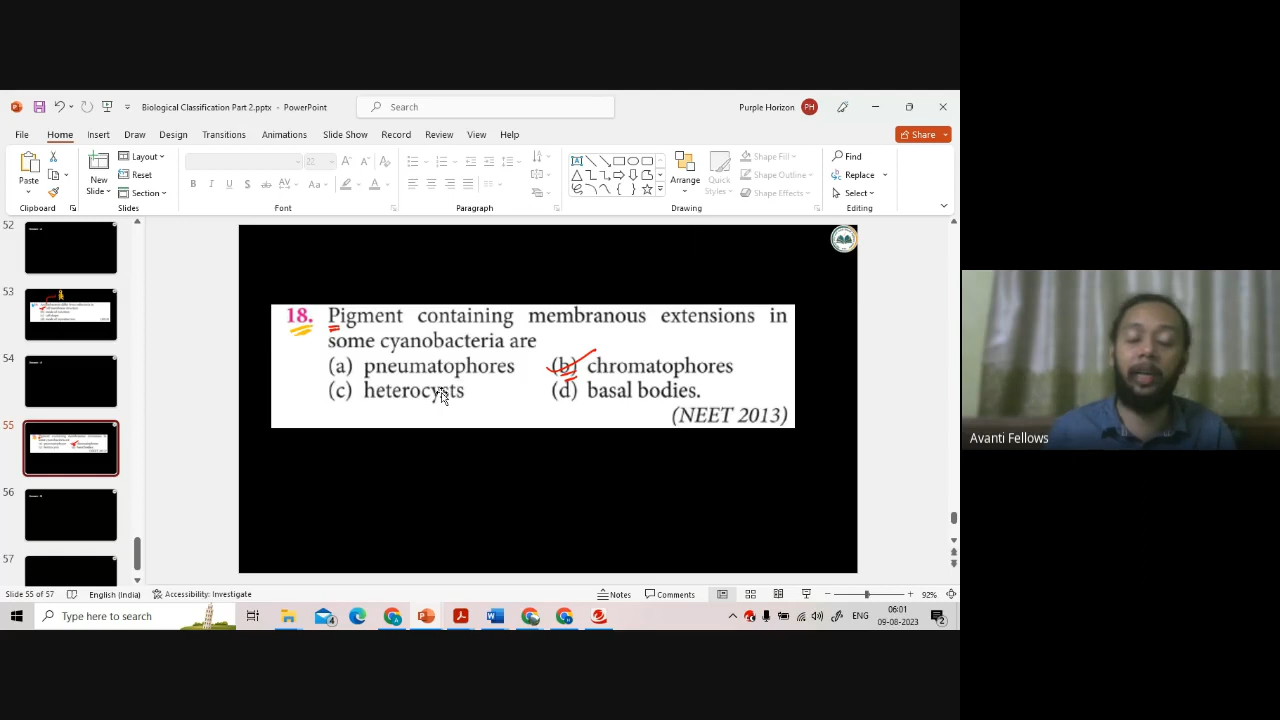 Biological Classification Part 2.pptx - PowerPoint
Search
Purple Horizon PH
File Home Insert Draw Design Transitions Animations Slide Show Record Review View Help
Share
Paste
New Slide
Layout
Reset
Section
22
Arrange
Quick Styles
Shape Fill
Shape Outline
Shape Effects
Find
Replace
Select
Clipboard Slides Font Paragraph Drawing Editing
52
53
54
55
56
57
18. Pigment containing membranous extensions in
some cyanobacteria are
(a) pneumatophores (b) chromatophores
(c) heterocysts (d) basal bodies.
(NEET 2013)
Avanti Fellows
Slide 55 of 57 English (India) Accessibility: Investigate Notes Comments 92%
Type here to search
ENG
06:01
09-08-2023